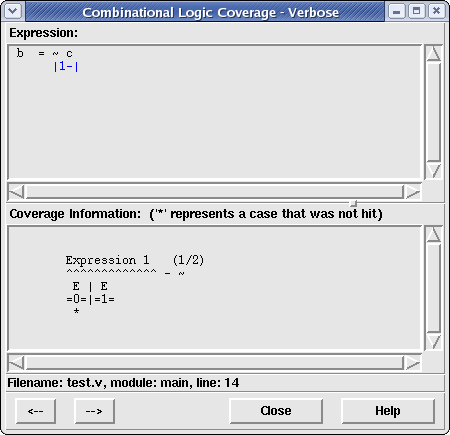 Combinational Logic Coverage - Verbose
Expression:
b  = ~ c
|1-|
Coverage Information:  ('*' represents a case that was not hit)
Expression 1   (1/2)
^^^^^^^^^^^^^ - ~
E | E
=0=|=1=
*
Filename: test.v, module: main, line: 14
<-- --> Close Help